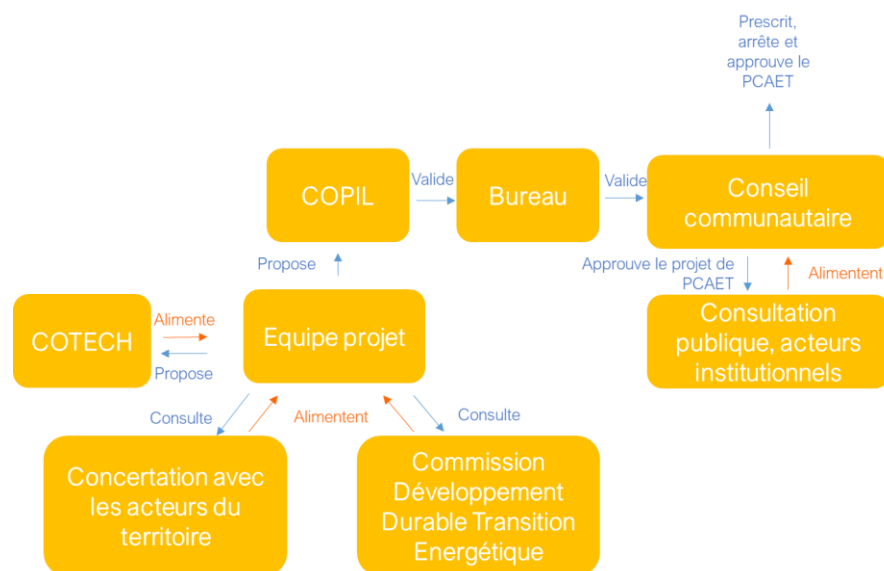 Prescrit,
arrête et
approuve le
PCAET
COPIL
Valide
Bureau
Valide
Conseil
communautaire
Propose
Approuve le projet de
PCAET
Alimentent
COTECH
Alimente
Propose
Equipe projet
Consultation
publique, acteurs
institutionnels
Consulte
Alimentent
Consulte
Concertation avec
les acteurs du
territoire
Commission
Développement
Durable Transition
Energétique